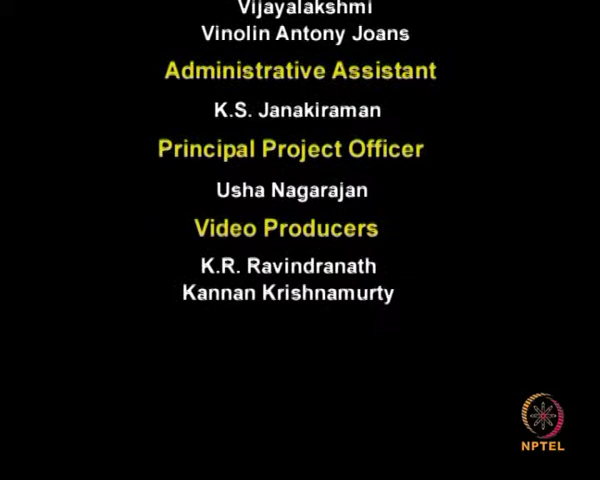 Vijayalakshmi
Vinolin Antony Joans
Administrative Assistant
K.S. Janakiraman
Principal Project Officer
Usha Nagarajan
Video Producers
K.R. Ravindranath
Kannan Krishnamurty
NPTEL